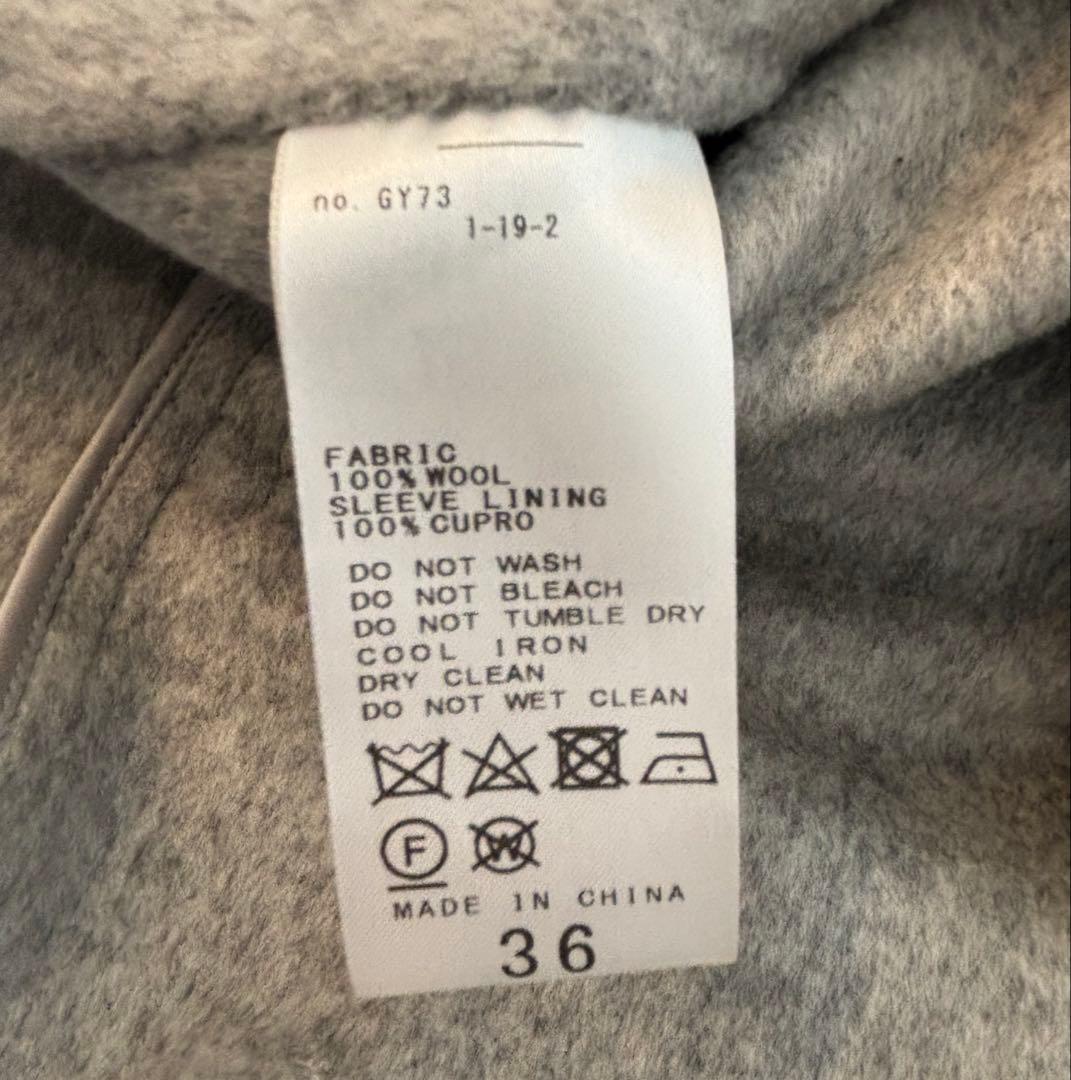 no. GY73
1-19-2
FABRIC
100% WOOL
SLEEVE LINING
100% CUPRO
DO NOT WASH
DO NOT BLEACH
DO NOT TUMBLE DRY
COOL IRON
DRY CLEAN
DO NOT WET CLEAN
F W
MADE IN CHINA
36